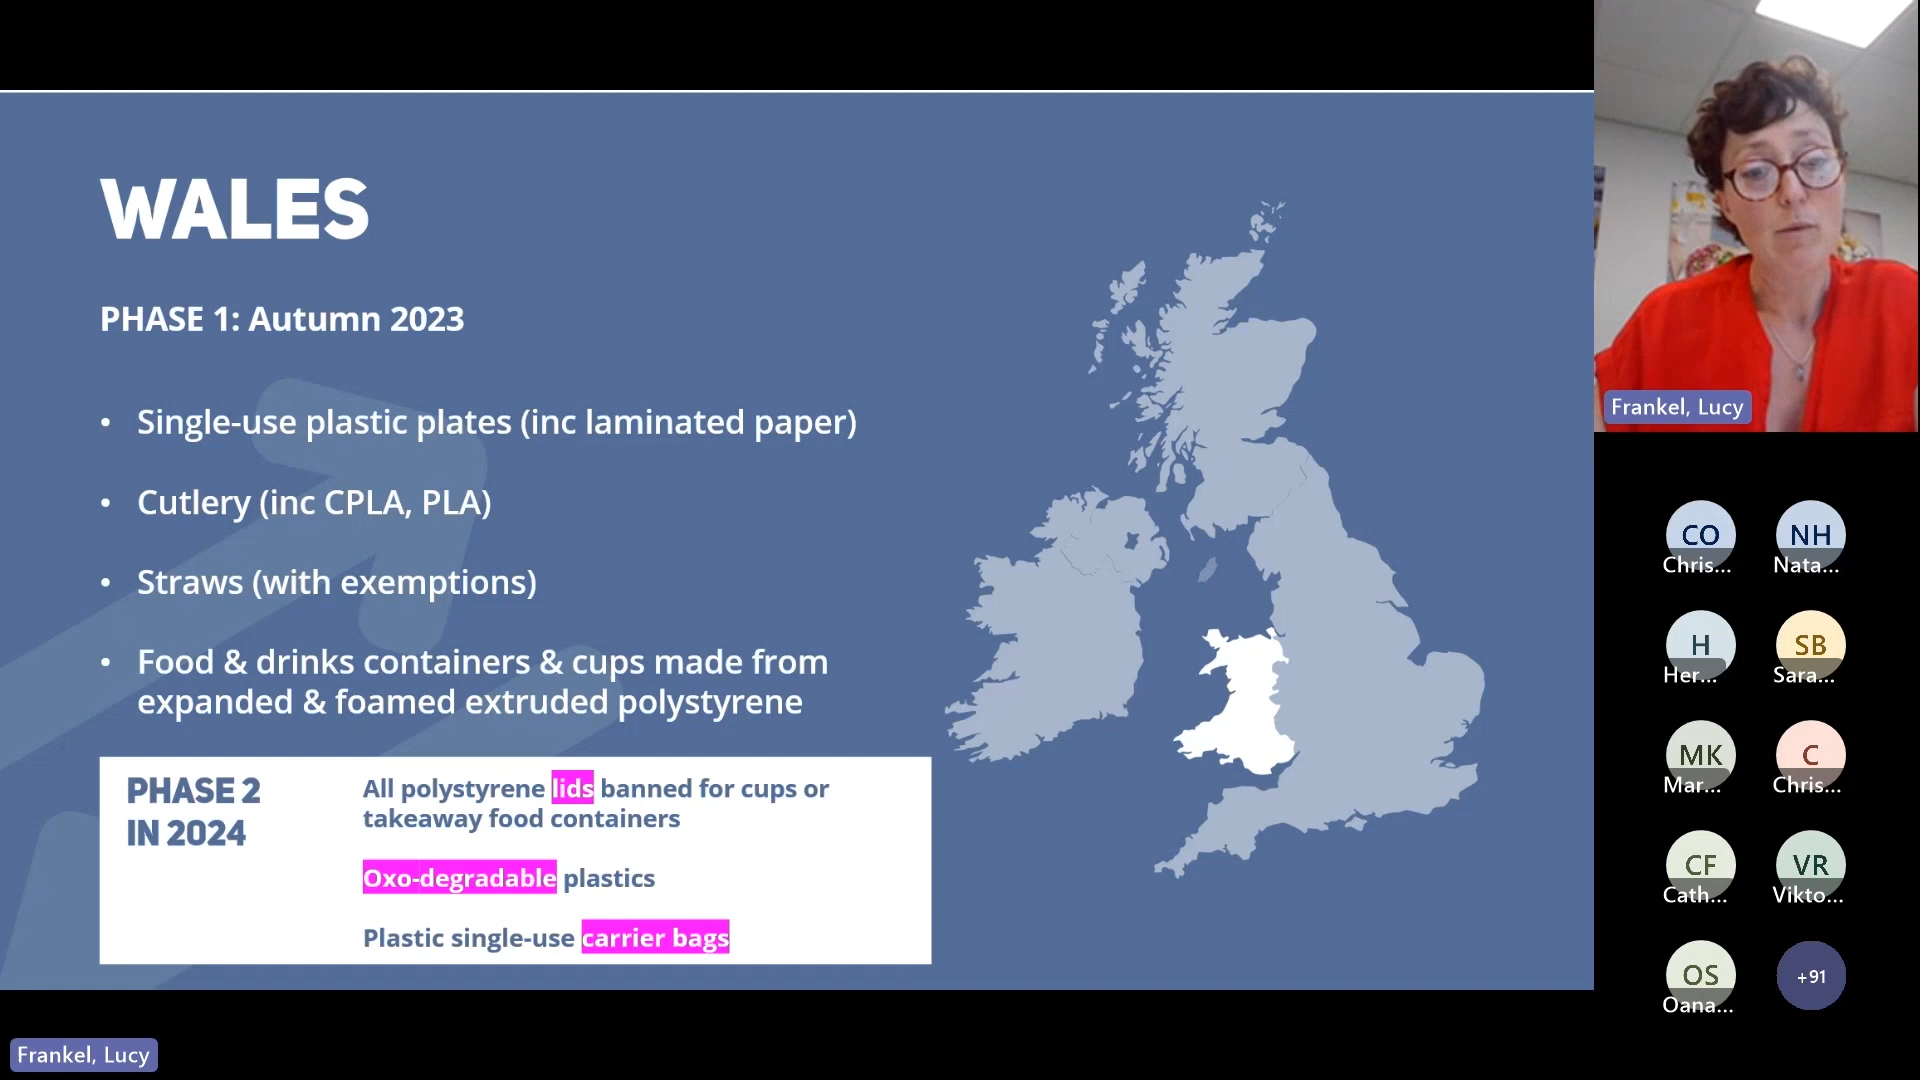 WALES
PHASE 1: Autumn 2023
• Single-use plastic plates (inc laminated paper)
• Cutlery (inc CPLA, PLA)
• Straws (with exemptions)
• Food & drinks containers & cups made from
expanded & foamed extruded polystyrene
PHASE 2
IN 2024
All polystyrene lids banned for cups or
takeaway food containers
Oxo-degradable plastics
Plastic single-use carrier bags
Frankel, Lucy
Frankel, Lucy
CO
Chris...
NH
Nata...
H
Her...
SB
Sara...
MK
Mar...
C
Chris...
CF
Cath...
VR
Vikto...
OS
Oana...
+91